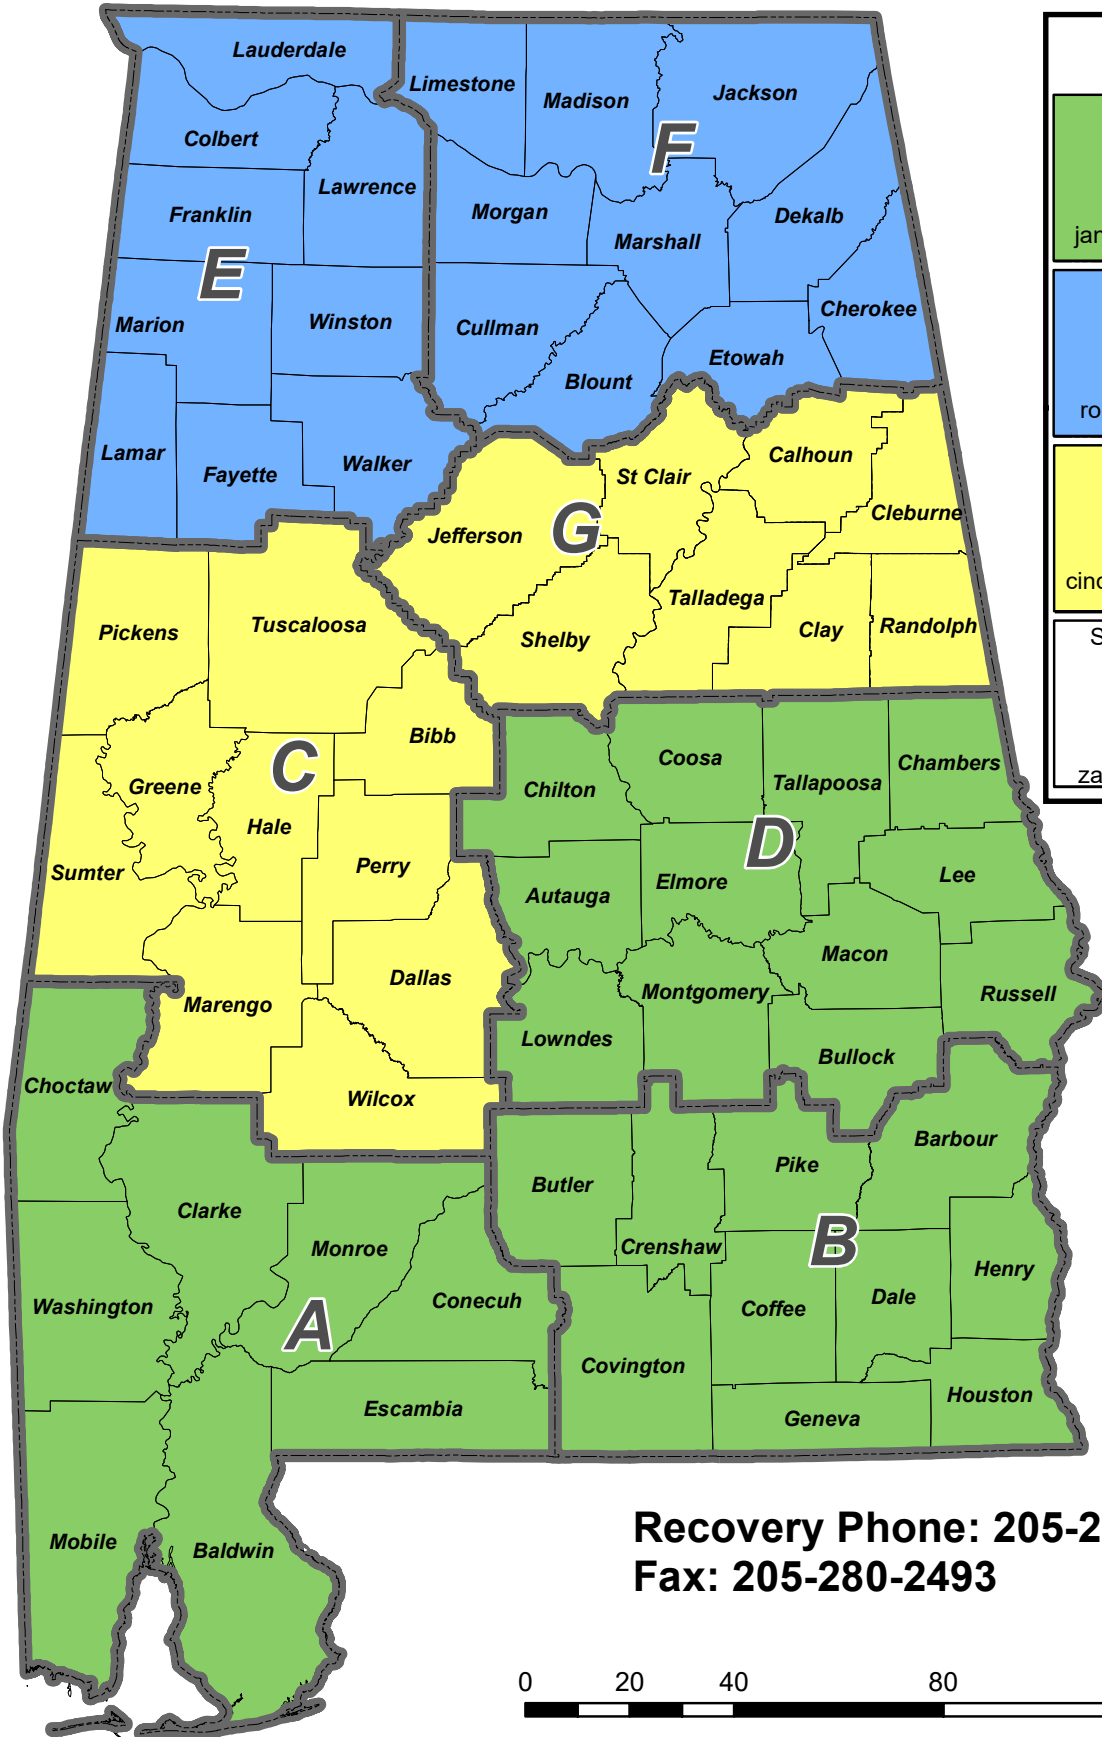 Lauderdale
Limestone
Madison
Jackson
Colbert
Lawrence
F
Franklin
Morgan
Marshall
Dekalb
E
Marion
Winston
Cullman
Cherokee
Blount
Etowah
Lamar
Fayette
Walker
St Clair
Calhoun
Jefferson
G
Cleburne
Pickens
Tuscaloosa
Shelby
Talladega
Clay
Randolph
Bibb
Greene
C
Hale
Chilton
Coosa
Tallapoosa
Chambers
Sumter
Perry
Autauga
Elmore
D
Lee
Marengo
Dallas
Montgomery
Macon
Russell
Lowndes
Bullock
Choctaw
Wilcox
Clarke
Butler
Pike
Barbour
Monroe
Crenshaw
B
Henry
Washington
A
Conecuh
Coffee
Dale
Covington
Escambia
Geneva
Houston
Mobile
Baldwin
jan
ro
cinc
S
za
Recovery Phone: 205-2
Fax: 205-280-2493
0 20 40 80